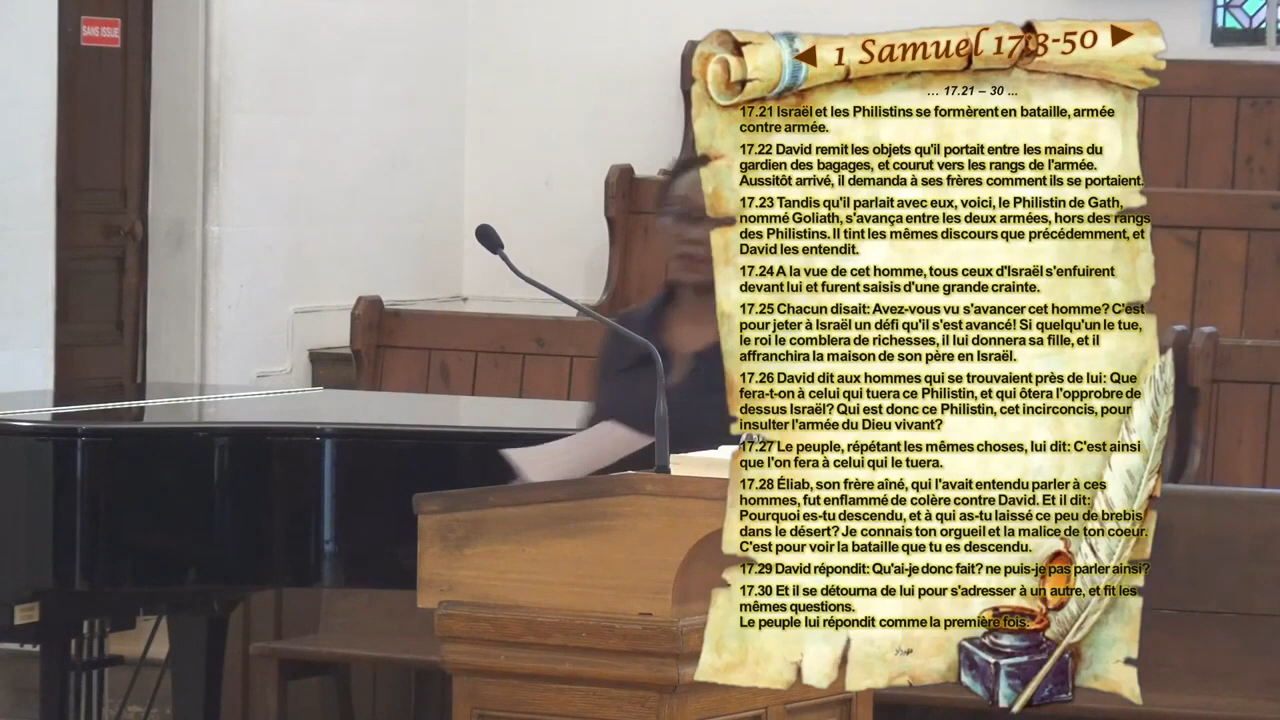 SANS ISSUE
1 Samuel 17:3-50
... 17.21 – 30 ...
17.21 Israël et les Philistins se formèrent en bataille, armée
contre armée.
17.22 David remit les objets qu'il portait entre les mains du
gardien des bagages, et courut vers les rangs de l'armée.
Aussitôt arrivé, il demanda à ses frères comment ils se portaient.
17.23 Tandis qu'il parlait avec eux, voici, le Philistin de Gath,
nommé Goliath, s'avança entre les deux armées, hors des rangs
des Philistins. Il tint les mêmes discours que précédemment, et
David les entendit.
17.24 A la vue de cet homme, tous ceux d'Israël s'enfuirent
devant lui et furent saisis d'une grande crainte.
17.25 Chacun disait: Avez-vous vu s'avancer cet homme? C'est
pour jeter à Israël un défi qu'il s'est avancé! Si quelqu'un le tue,
le roi le comblera de richesses, il lui donnera sa fille, et il
affranchira la maison de son père en Israël.
17.26 David dit aux hommes qui se trouvaient près de lui: Que
fera-t-on à celui qui tuera ce Philistin, et qui ôtera l'opprobre de
dessus Israël? Qui est donc ce Philistin, cet incirconcis, pour
insulter l'armée du Dieu vivant?
17.27 Le peuple, répétant les mêmes choses, lui dit: C'est ainsi
que l'on fera à celui qui le tuera.
17.28 Éliab, son frère aîné, qui l'avait entendu parler à ces
hommes, fut enflammé de colère contre David. Et il dit:
Pourquoi es-tu descendu, et à qui as-tu laissé ce peu de brebis
dans le désert? Je connais ton orgueil et la malice de ton coeur.
C'est pour voir la bataille que tu es descendu.
17.29 David répondit: Qu'ai-je donc fait? ne puis-je pas parler ainsi?
17.30 Et il se détourna de lui pour s'adresser à un autre, et fit les
mêmes questions.
Le peuple lui répondit comme la première fois.